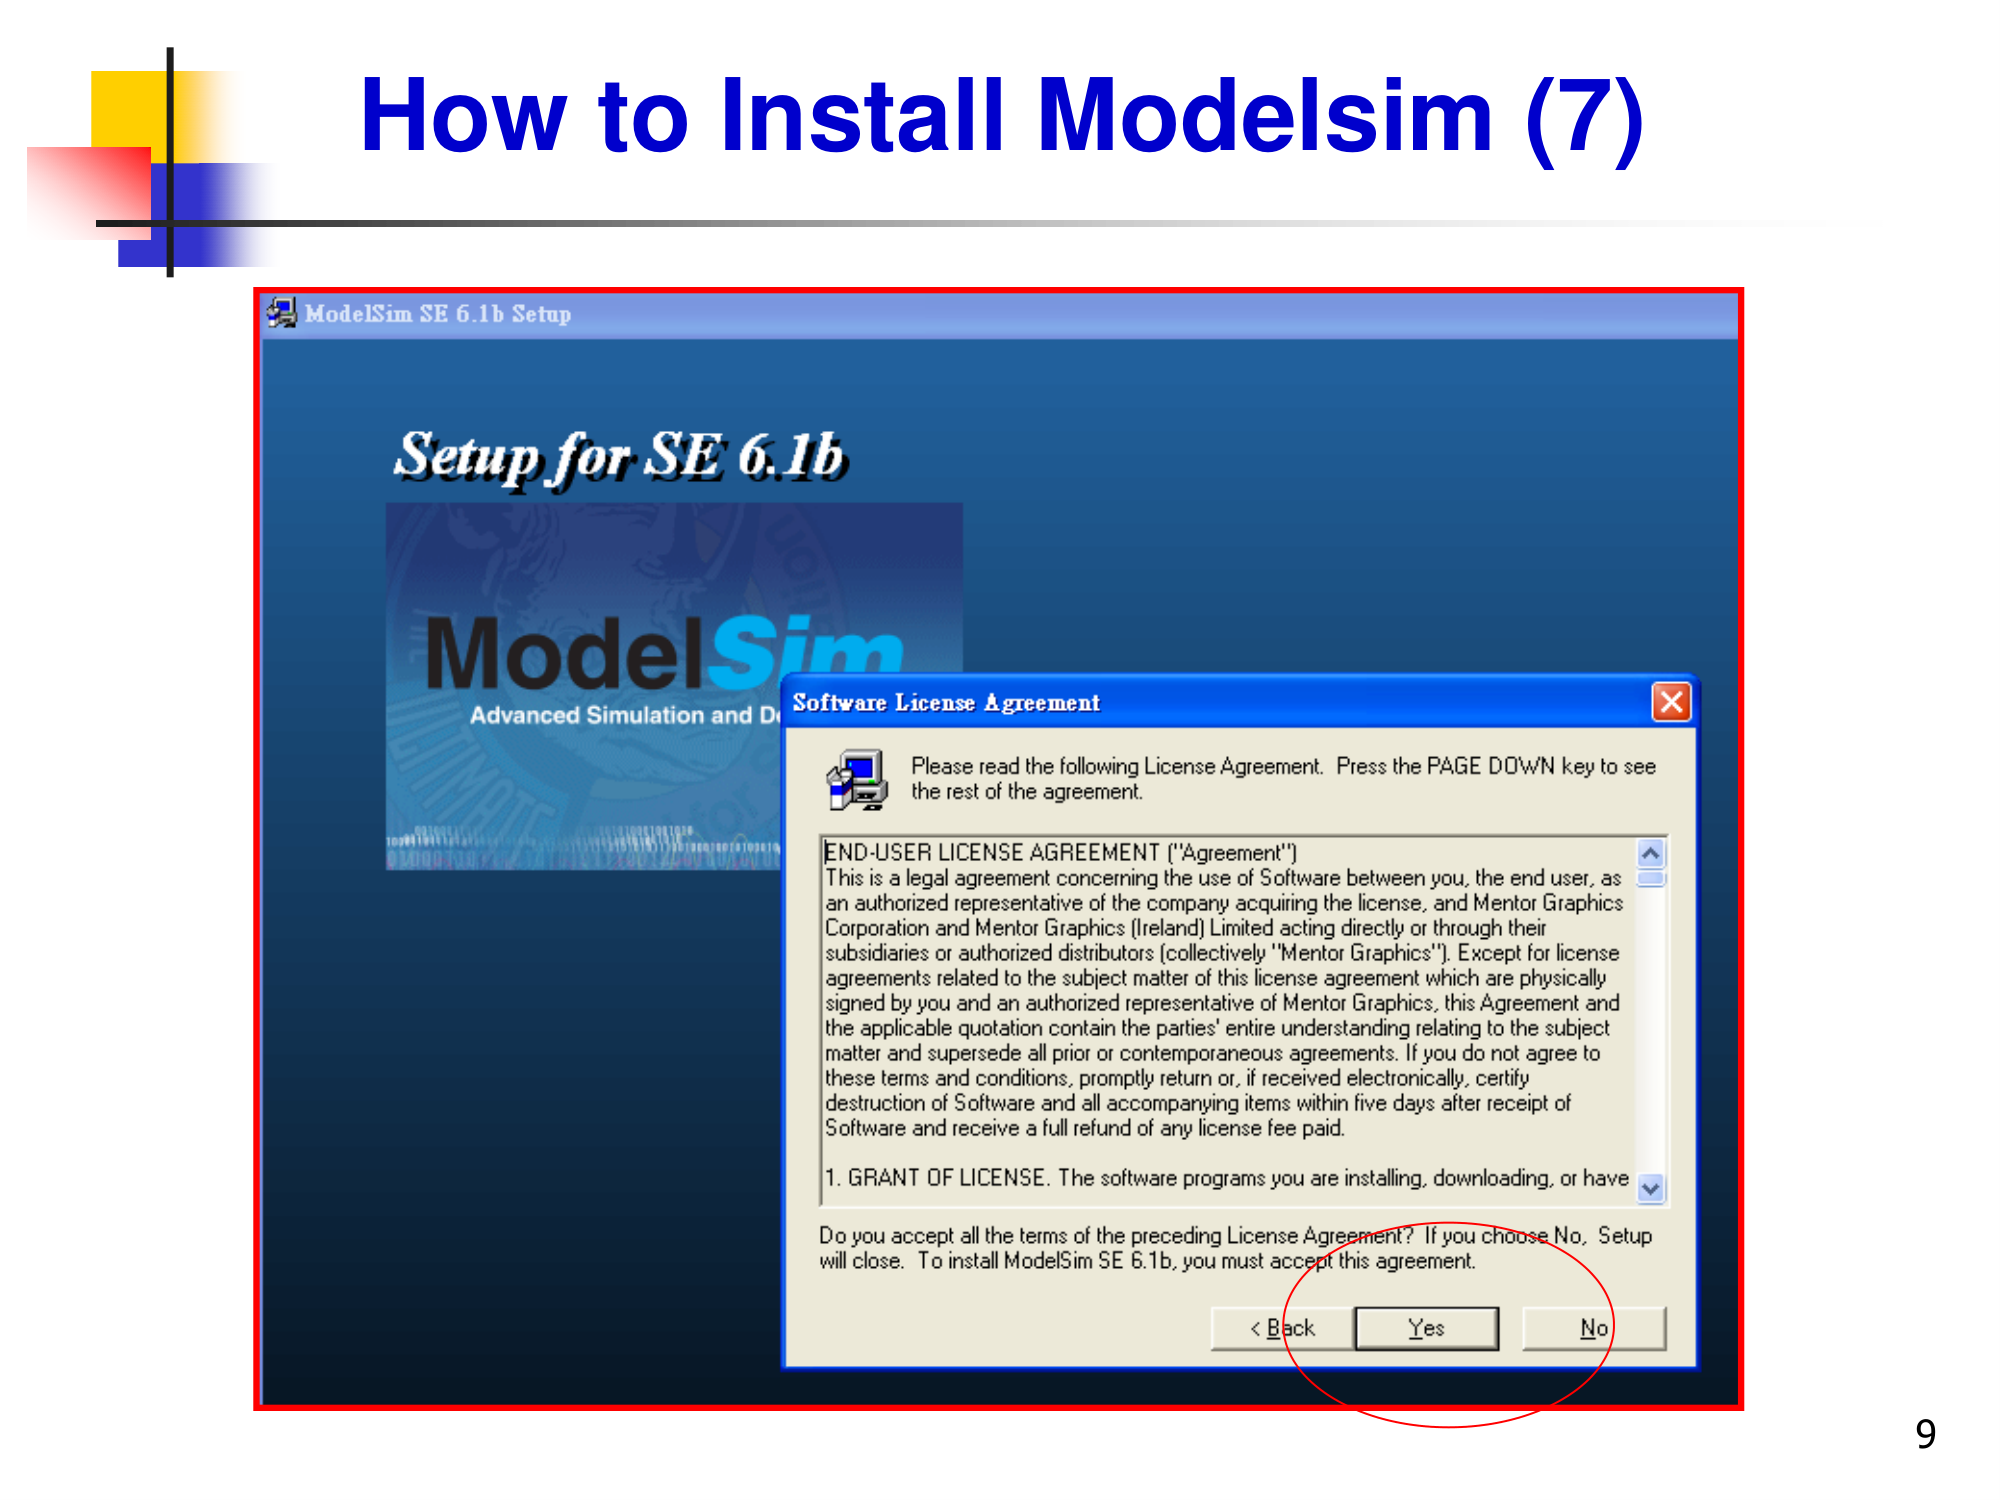 How to Install Modelsim (7)
ModelSim SE 6.1b Setup
Setup for SE 6.1b
ModelSim
Advanced Simulation and
Software License Agreement
Please read the following License Agreement.  Press the PAGE DOWN key to see
the rest of the agreement.
END-USER LICENSE AGREEMENT ("Agreement")
This is a legal agreement concerning the use of Software between you, the end user, as
an authorized representative of the company acquiring the license, and Mentor Graphics
Corporation and Mentor Graphics (Ireland) Limited acting directly or through their
subsidiaries or authorized distributors (collectively "Mentor Graphics"). Except for license
agreements related to the subject matter of this license agreement which are physically
signed by you and an authorized representative of Mentor Graphics, this Agreement and
the applicable quotation contain the parties' entire understanding relating to the subject
matter and supersede all prior or contemporaneous agreements. If you do not agree to
these terms and conditions, promptly return or, if received electronically, certify
destruction of Software and all accompanying items within five days after receipt of
Software and receive a full refund of any license fee paid.
1. GRANT OF LICENSE. The software programs you are installing, downloading, or have
Do you accept all the terms of the preceding License Agreement?  If you choose No,  Setup
will close.  To install ModelSim SE 6.1b, you must accept this agreement.
< Back
Yes
No
9